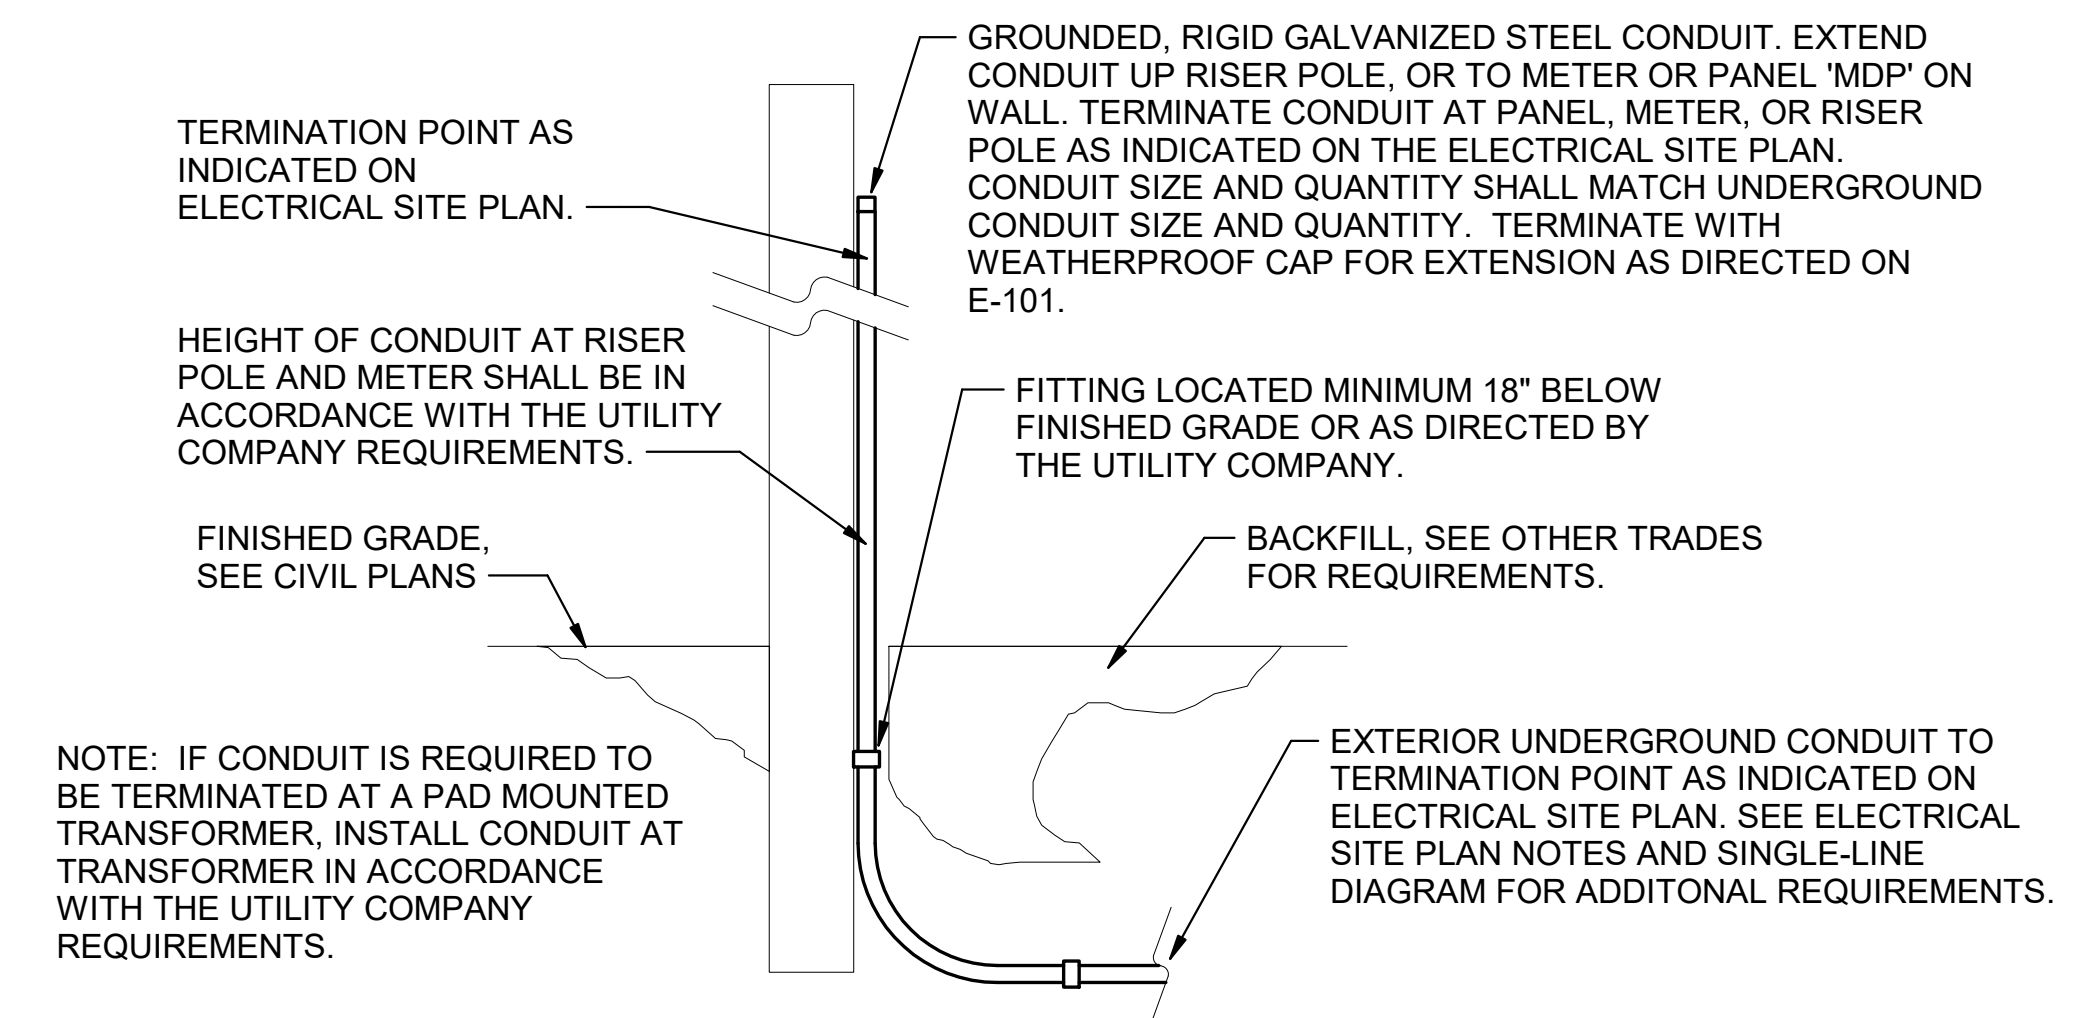 GROUNDED, RIGID GALVANIZED STEEL CONDUIT. EXTEND
CONDUIT UP RISER POLE, OR TO METER OR PANEL 'MDP' ON
WALL. TERMINATE CONDUIT AT PANEL, METER, OR RISER
POLE AS INDICATED ON THE ELECTRICAL SITE PLAN.
CONDUIT SIZE AND QUANTITY SHALL MATCH UNDERGROUND
CONDUIT SIZE AND QUANTITY.  TERMINATE WITH
WEATHERPROOF CAP FOR EXTENSION AS DIRECTED ON
E-101.
TERMINATION POINT AS
INDICATED ON
ELECTRICAL SITE PLAN.
HEIGHT OF CONDUIT AT RISER
POLE AND METER SHALL BE IN
ACCORDANCE WITH THE UTILITY
COMPANY REQUIREMENTS.
FITTING LOCATED MINIMUM 18" BELOW
FINISHED GRADE OR AS DIRECTED BY
THE UTILITY COMPANY.
FINISHED GRADE,
SEE CIVIL PLANS
BACKFILL, SEE OTHER TRADES
FOR REQUIREMENTS.
NOTE:  IF CONDUIT IS REQUIRED TO
BE TERMINATED AT A PAD MOUNTED
TRANSFORMER, INSTALL CONDUIT AT
TRANSFORMER IN ACCORDANCE
WITH THE UTILITY COMPANY
REQUIREMENTS.
EXTERIOR UNDERGROUND CONDUIT TO
TERMINATION POINT AS INDICATED ON
ELECTRICAL SITE PLAN. SEE ELECTRICAL
SITE PLAN NOTES AND SINGLE-LINE
DIAGRAM FOR ADDITONAL REQUIREMENTS.